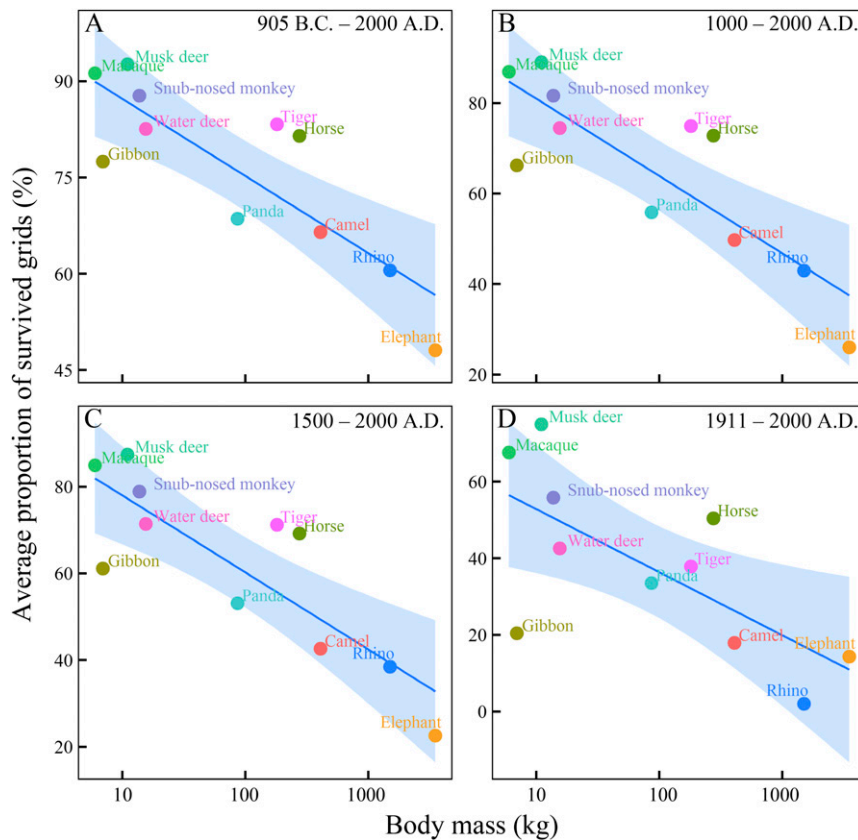 A
905 B.C. – 2000 A.D.
Musk deer
Macaque
Snub-nosed monkey
Water deer
Tiger
Horse
Gibbon
Panda
Camel
Rhino
Elephant
90
75
60
45
B
1000 – 2000 A.D.
Musk deer
Macaque
Snub-nosed monkey
Water deer
Tiger
Horse
Gibbon
Panda
Camel
Rhino
Elephant
80
60
40
20
C
1500 – 2000 A.D.
Musk deer
Macaque
Snub-nosed monkey
Water deer
Tiger
Horse
Gibbon
Panda
Camel
Rhino
Elephant
80
60
40
20
10
100
1000
D
1911 – 2000 A.D.
Musk deer
Macaque
Snub-nosed monkey
Horse
Water deer
Tiger
Panda
Gibbon
Camel
Elephant
Rhino
60
40
20
0
10
100
1000
Average proportion of survived grids (%)
Body mass (kg)